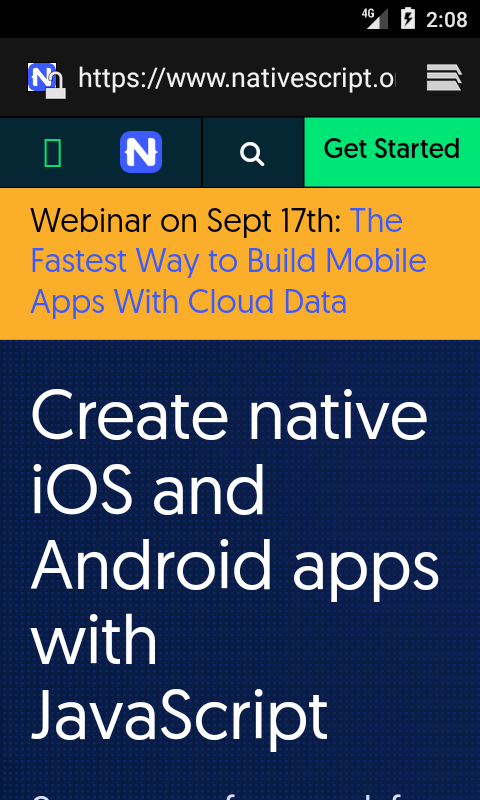 4G 2:08
https://www.nativescript.o
N Get Started
Webinar on Sept 17th: The
Fastest Way to Build Mobile
Apps With Cloud Data
Create native
iOS and
Android apps
with
JavaScript